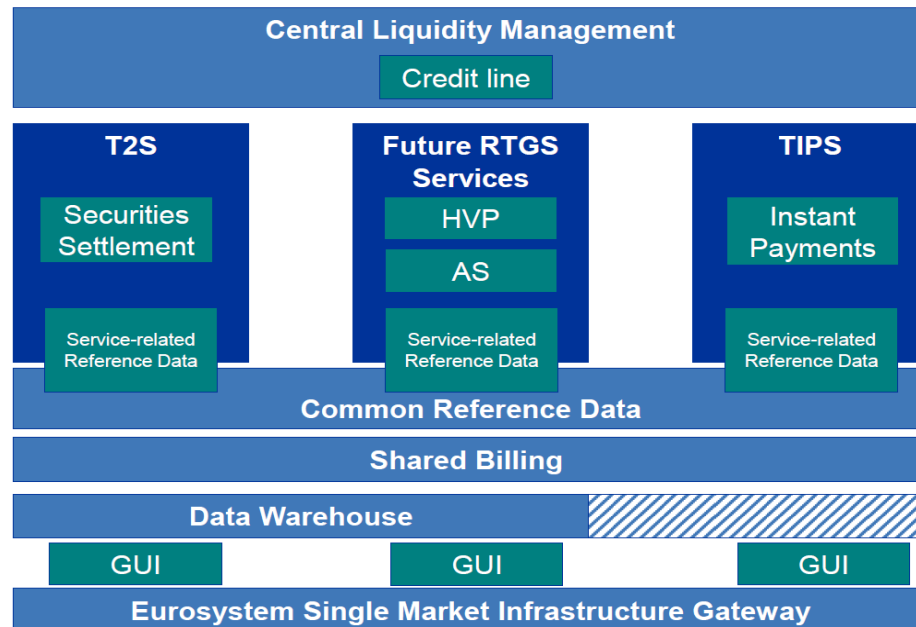 Central Liquidity Management
Credit line
T2S
Securities
Settlement
Service-related
Reference Data
Future RTGS
Services
HVP
AS
Service-related
Reference Data
TIPS
Instant
Payments
Service-related
Reference Data
Common Reference Data
Shared Billing
Data Warehouse
GUI
GUI
GUI
Eurosystem Single Market Infrastructure Gateway